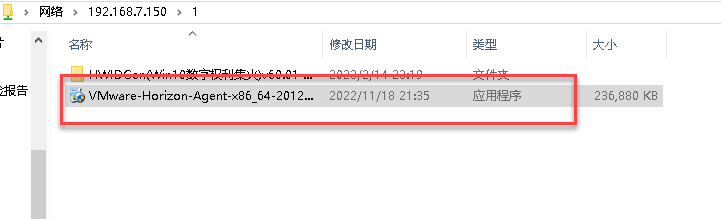 网络 > 192.168.7.150 > 1
名称 修改日期 类型 大小
文件夹
VMware-Horizon-Agent-x86_64-2012... 2022/11/18 21:35 应用程序 236,880 KB
检报告